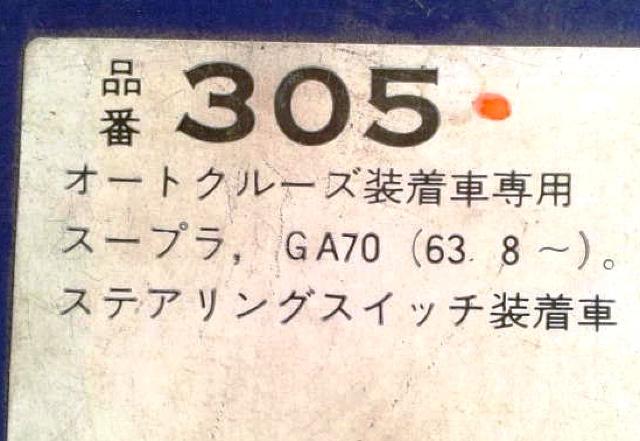 品番 305
オートクルーズ装着車専用
スープラ, GA70 (63. 8 ～)。
ステアリングスイッチ装着車